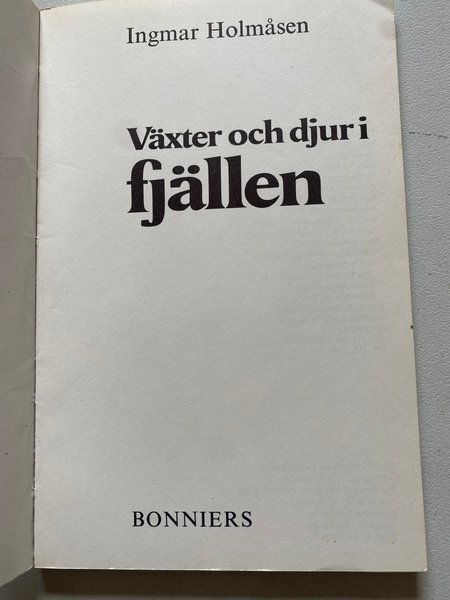 Ingmar Holmåsen
Växter och djur i
fjällen
BONNIERS